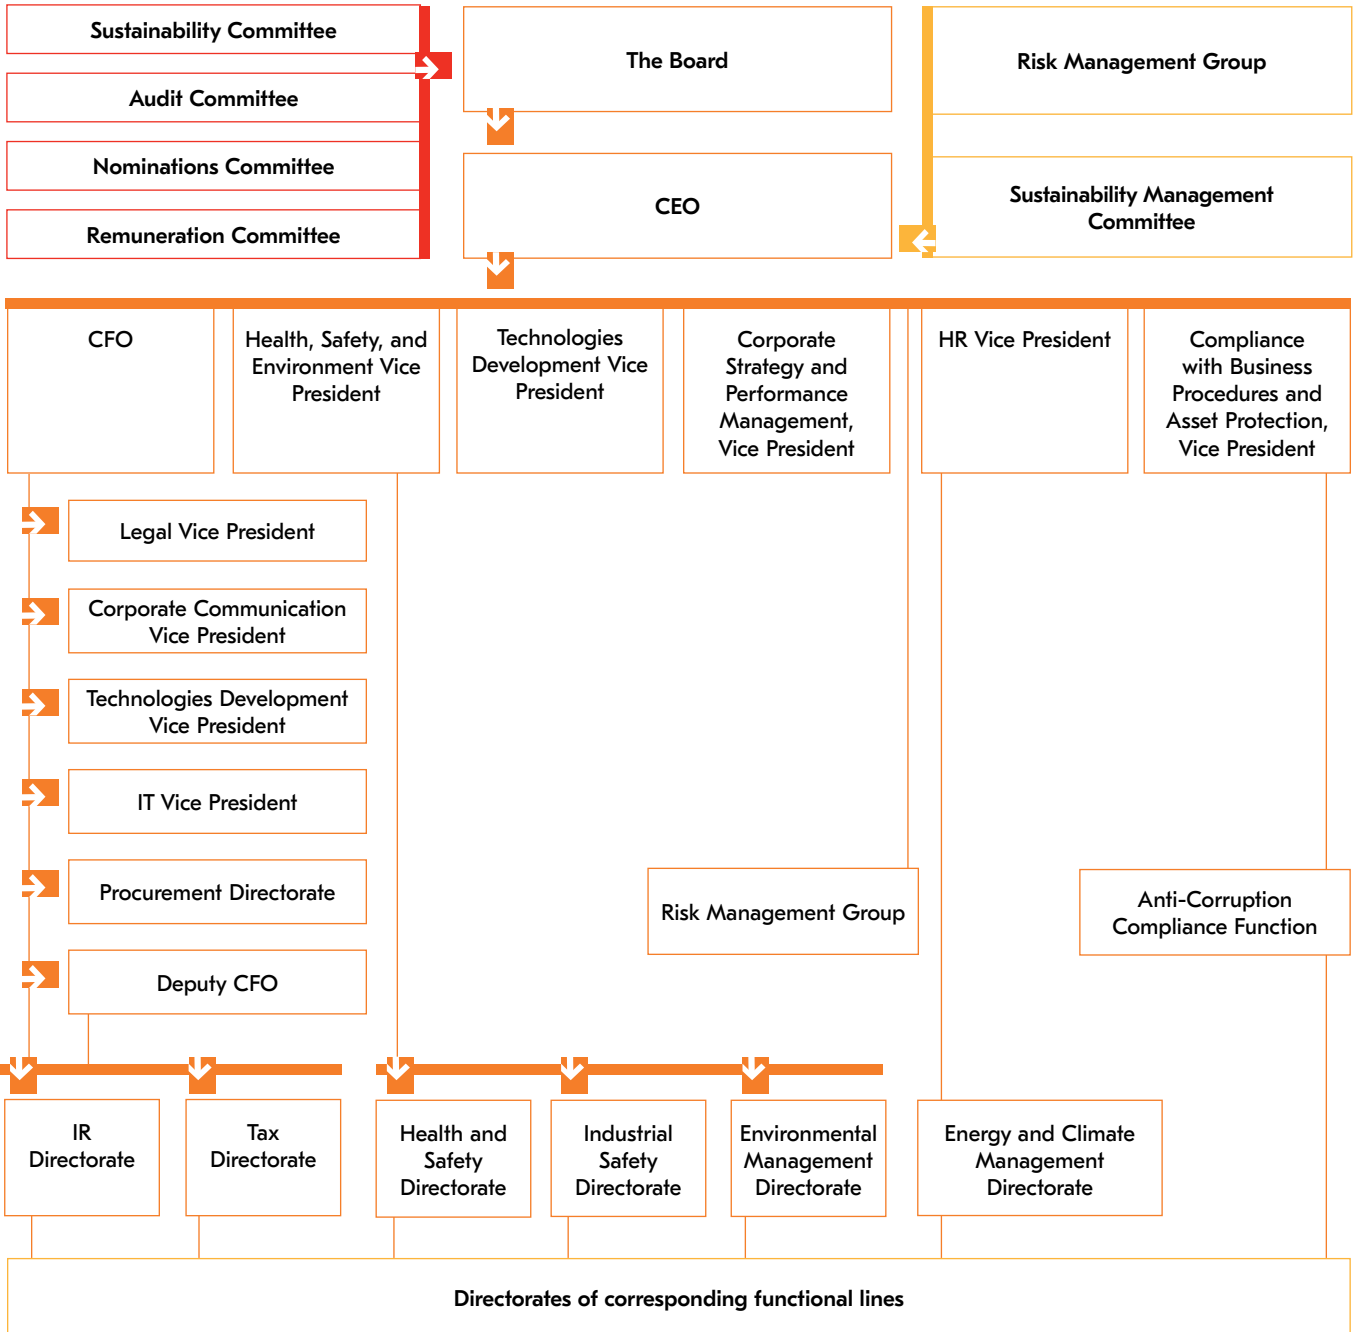 Sustainability Committee
Audit Committee
Nominations Committee
Remuneration Committee
The Board
CEO
Risk Management Group
Sustainability Management
Committee
CFO
Health, Safety, and
Environment Vice
President
Technologies
Development Vice
President
Corporate
Strategy and
Performance
Management,
Vice President
HR Vice President
Compliance
with Business
Procedures and
Asset Protection,
Vice President
Legal Vice President
Corporate Communication
Vice President
Technologies Development
Vice President
IT Vice President
Procurement Directorate
Deputy CFO
Risk Management Group
Anti-Corruption
Compliance Function
IR
Directorate
Tax
Directorate
Health and
Safety
Directorate
Industrial
Safety
Directorate
Environmental
Management
Directorate
Energy and Climate
Management
Directorate
Directorates of corresponding functional lines